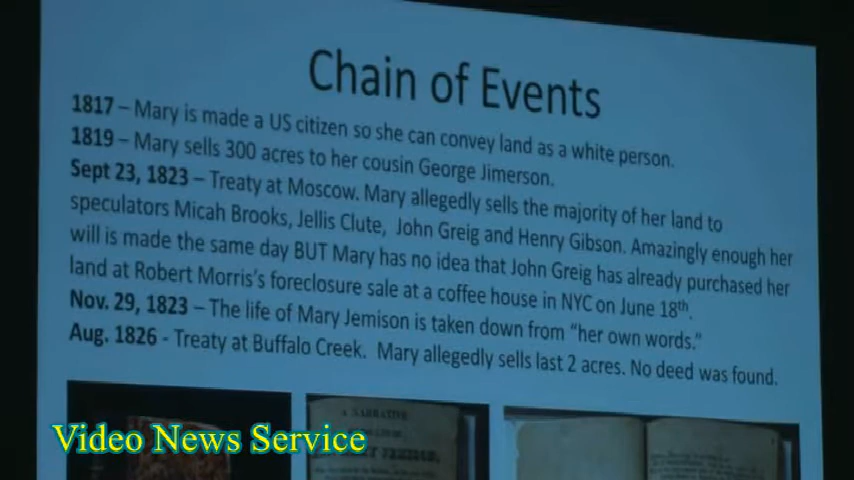 Chain of Events
1817 – Mary is made a US citizen so she can convey land as a white person.
1819 – Mary sells 300 acres to her cousin George Jimerson.
Sept 23, 1823 – Treaty at Moscow. Mary allegedly sells the majority of her land to
speculators Micah Brooks, Jellis Clute, John Greig and Henry Gibson. Amazingly enough her
will is made the same day BUT Mary has no idea that John Greig has already purchased her
land at Robert Morris's foreclosure sale at a coffee house in NYC on June 18th.
Nov. 29, 1823 – The life of Mary Jemison is taken down from “her own words.”
Aug. 1826 - Treaty at Buffalo Creek. Mary allegedly sells last 2 acres. No deed was found.
A NARRATIVE
Video News Service